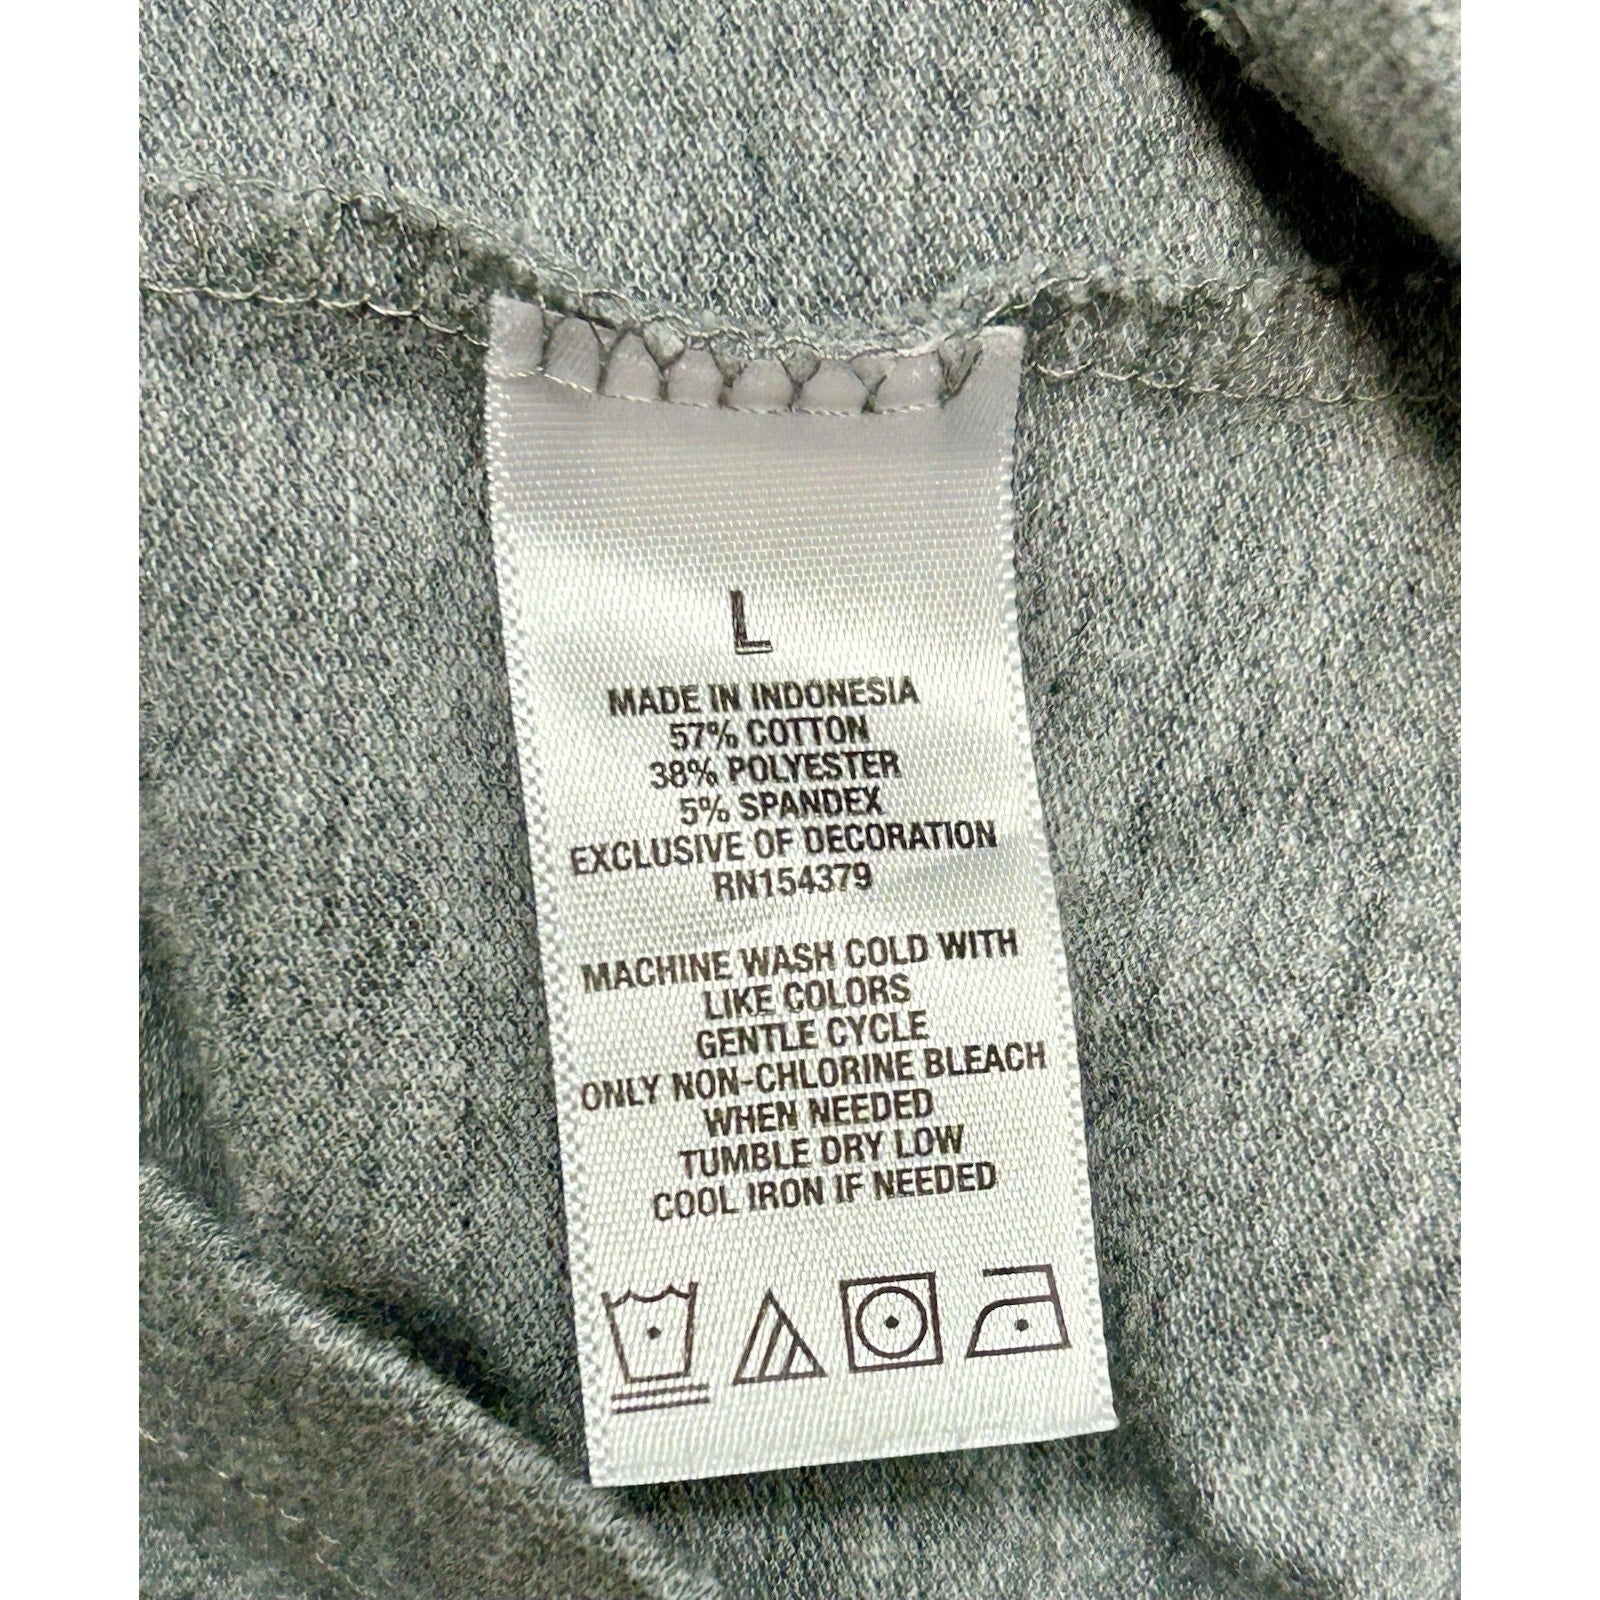 L
MADE IN INDONESIA
57% COTTON
38% POLYESTER
5% SPANDEX
EXCLUSIVE OF DECORATION
RN154379
MACHINE WASH COLD WITH
LIKE COLORS
GENTLE CYCLE
ONLY NON-CHLORINE BLEACH
WHEN NEEDED
TUMBLE DRY LOW
COOL IRON IF NEEDED